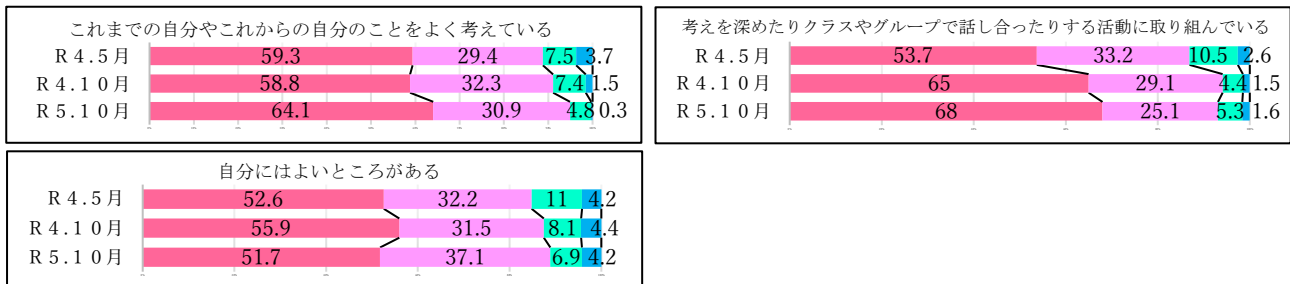 これまでの自分やこれからの自分のことをよく考えている
R4.5月 59.3 29.4 7.5 3.7
R4.10月 58.8 32.3 7.4 1.5
R5.10月 64.1 30.9 4.8 0.3
考えを深めたりクラスやグループで話し合ったりする活動に取り組んでいる
R4.5月 53.7 33.2 10.5 2.6
R4.10月 65 29.1 4.4 1.5
R5.10月 68 25.1 5.3 1.6
自分にはよいところがある
R4.5月 52.6 32.2 11 4.2
R4.10月 55.9 31.5 8.1 4.4
R5.10月 51.7 37.1 6.9 4.2